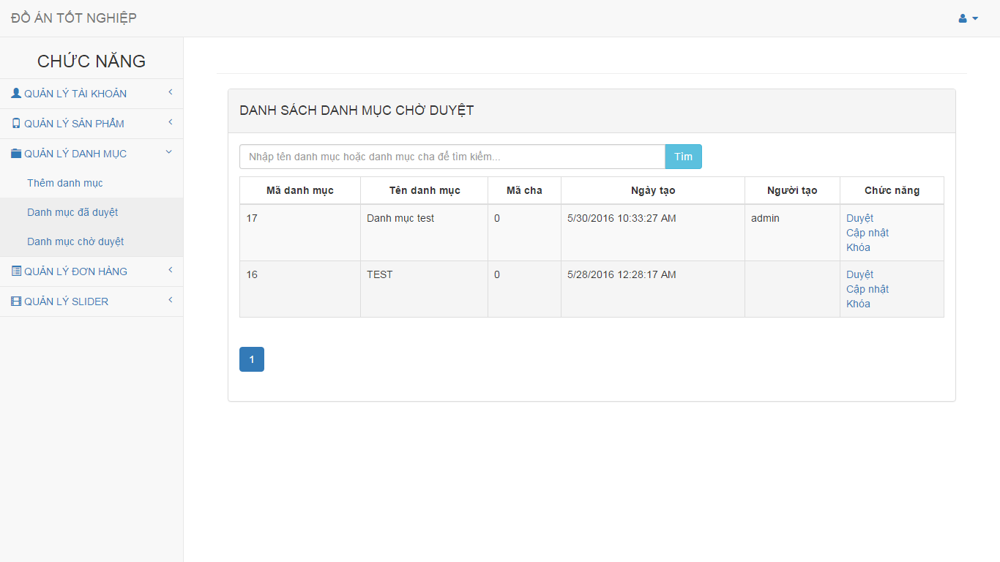 ĐỒ ÁN TỐT NGHIỆP
CHỨC NĂNG
QUẢN LÝ TÀI KHOẢN
QUẢN LÝ SẢN PHẨM
QUẢN LÝ DANH MỤC
Thêm danh mục
Danh mục đã duyệt
Danh mục chờ duyệt
QUẢN LÝ ĐƠN HÀNG
QUẢN LÝ SLIDER
DANH SÁCH DANH MỤC CHỜ DUYỆT
Nhập tên danh mục hoặc danh mục cha để tìm kiếm... Tìm
Mã danh mục Tên danh mục Mã cha Ngày tạo Người tạo Chức năng
17 Danh mục test 0 5/30/2016 10:33:27 AM admin Duyệt
Cập nhật
Khóa
16 TEST 0 5/28/2016 12:28:17 AM Duyệt
Cập nhật
Khóa
1